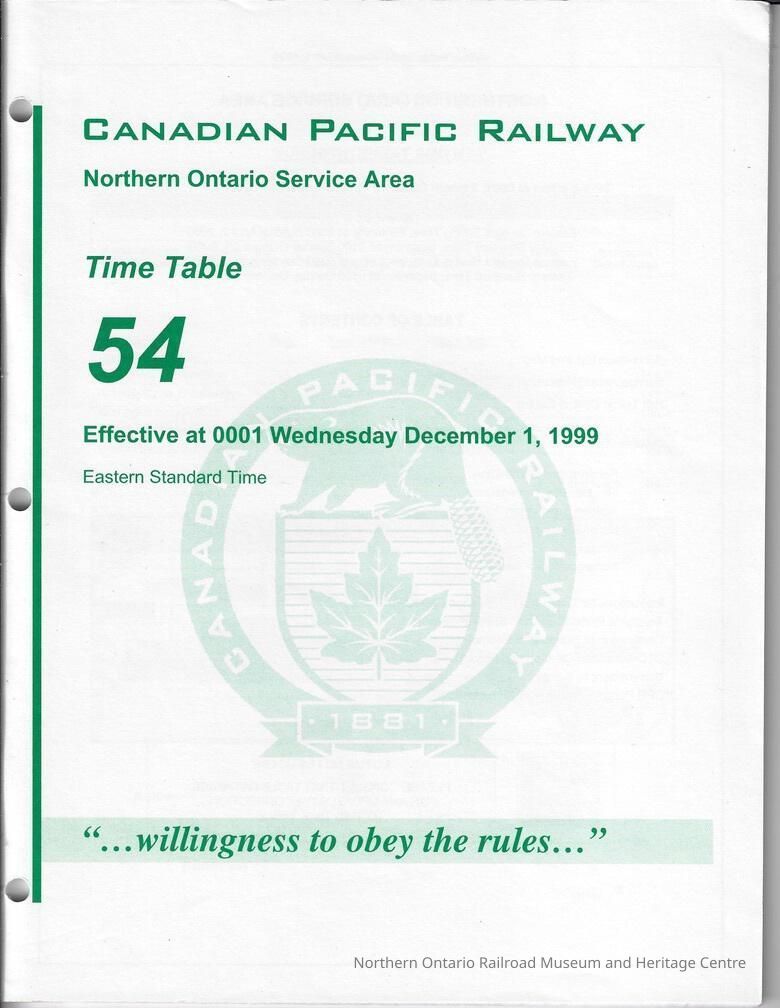 CANADIAN PACIFIC RAILWAY
Northern Ontario Service Area
Time Table
54
Effective at 0001 Wednesday December 1, 1999
Eastern Standard Time
CANADIAN PACIFIC RAILWAY
1881
“…willingness to obey the rules…”
Northern Ontario Railroad Museum and Heritage Centre